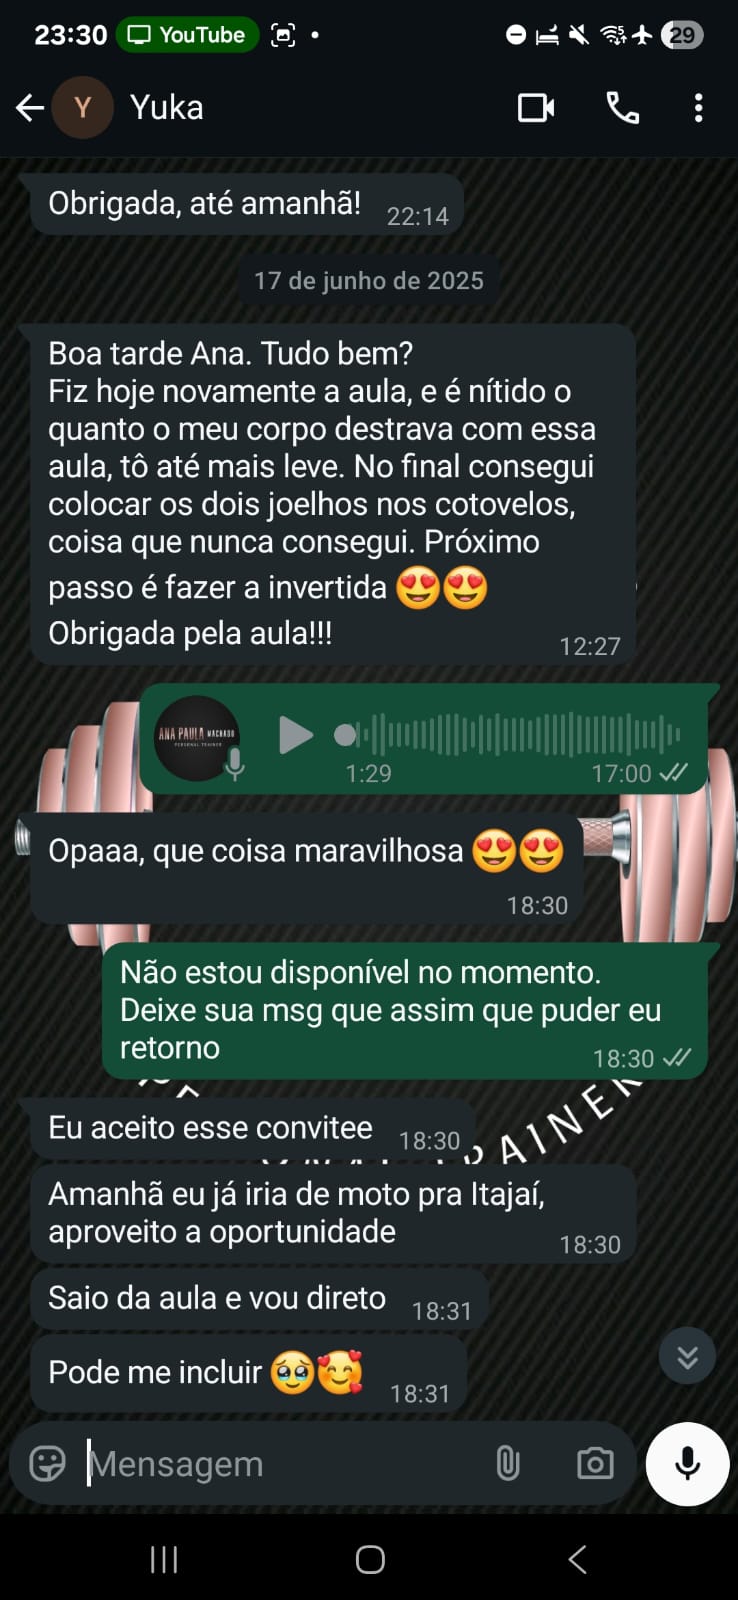 23:30 YouTube
29
Y Yuka
Obrigada, até amanhã! 22:14
17 de junho de 2025
Boa tarde Ana. Tudo bem?
Fiz hoje novamente a aula, e é nítido o
quanto o meu corpo destrava com essa
aula, tô até mais leve. No final consegui
colocar os dois joelhos nos cotovelos,
coisa que nunca consegui. Próximo
passo é fazer a invertida 😍😍
Obrigada pela aula!!!
12:27
ANA PAULA MACHADO
PERSONAL TRAINER
1:29 17:00
Opaaa, que coisa maravilhosa 😍😍
18:30
Não estou disponível no momento.
Deixe sua msg que assim que puder eu
retorno
18:30
Eu aceito esse convitee 18:30
Amanhã eu já iria de moto pra Itajaí,
aproveito a oportunidade
18:30
Saio da aula e vou direto 18:31
Pode me incluir 🥹🥰 18:31
Mensagem